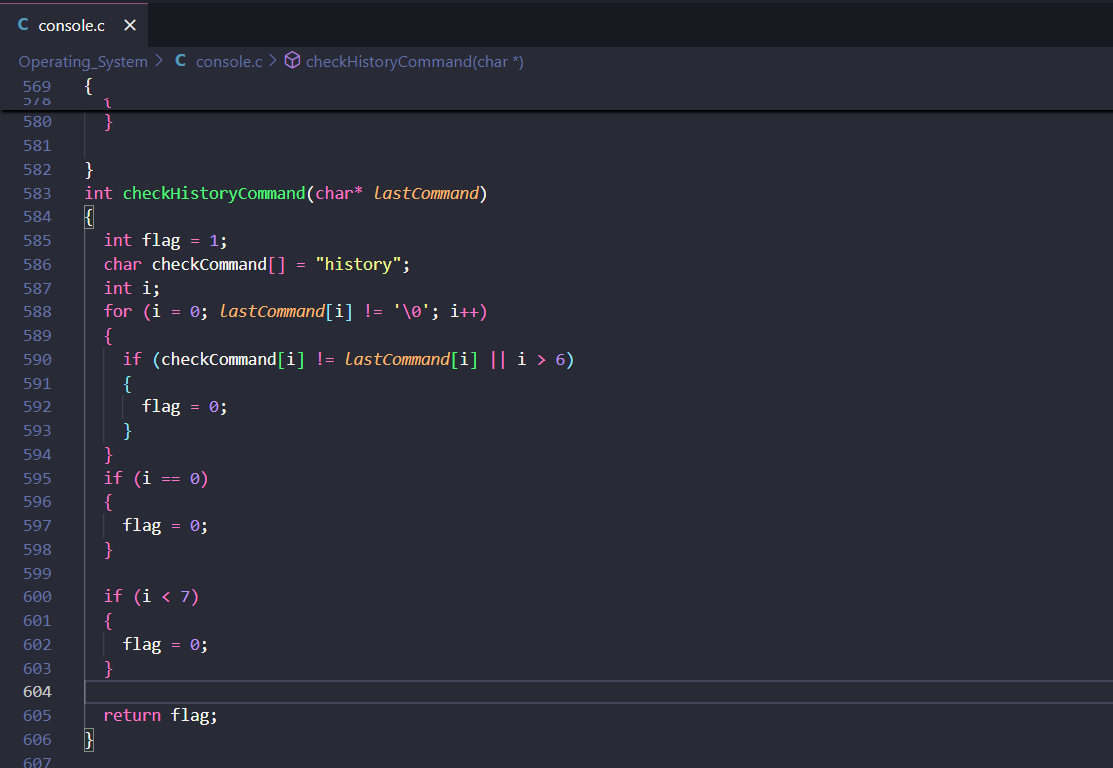 C console.c ×
Operating_System > C console.c > checkHistoryCommand(char *)
569 {
578 }
580 }
581
582 }
583 int checkHistoryCommand(char* lastCommand)
584 {
585 int flag = 1;
586 char checkCommand[] = "history";
587 int i;
588 for (i = 0; lastCommand[i] != '\0'; i++)
589 {
590 if (checkCommand[i] != lastCommand[i] || i > 6)
591 {
592 flag = 0;
593 }
594 }
595 if (i == 0)
596 {
597 flag = 0;
598 }
599
600 if (i < 7)
601 {
602 flag = 0;
603 }
604
605 return flag;
606 }
607